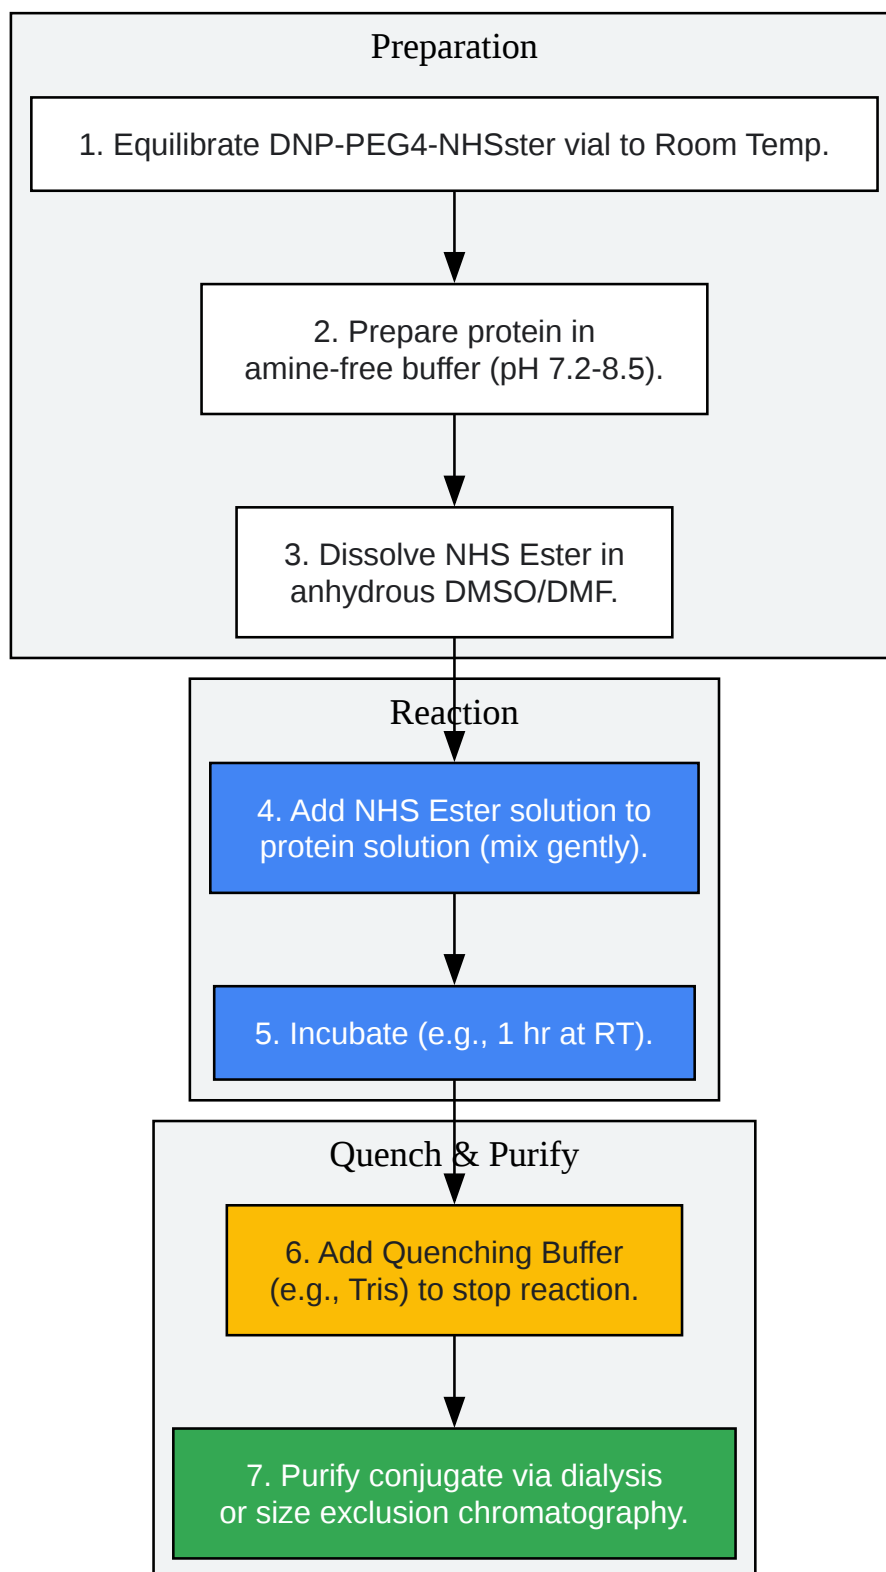 Preparation
1. Equilibrate DNP-PEG4-NHSster vial to Room Temp.
2. Prepare protein in
amine-free buffer (pH 7.2-8.5).
3. Dissolve NHS Ester in
anhydrous DMSO/DMF.
Reaction
4. Add NHS Ester solution to
protein solution (mix gently).
5. Incubate (e.g., 1 hr at RT).
Quench & Purify
6. Add Quenching Buffer
(e.g., Tris) to stop reaction.
7. Purify conjugate via dialysis
or size exclusion chromatography.